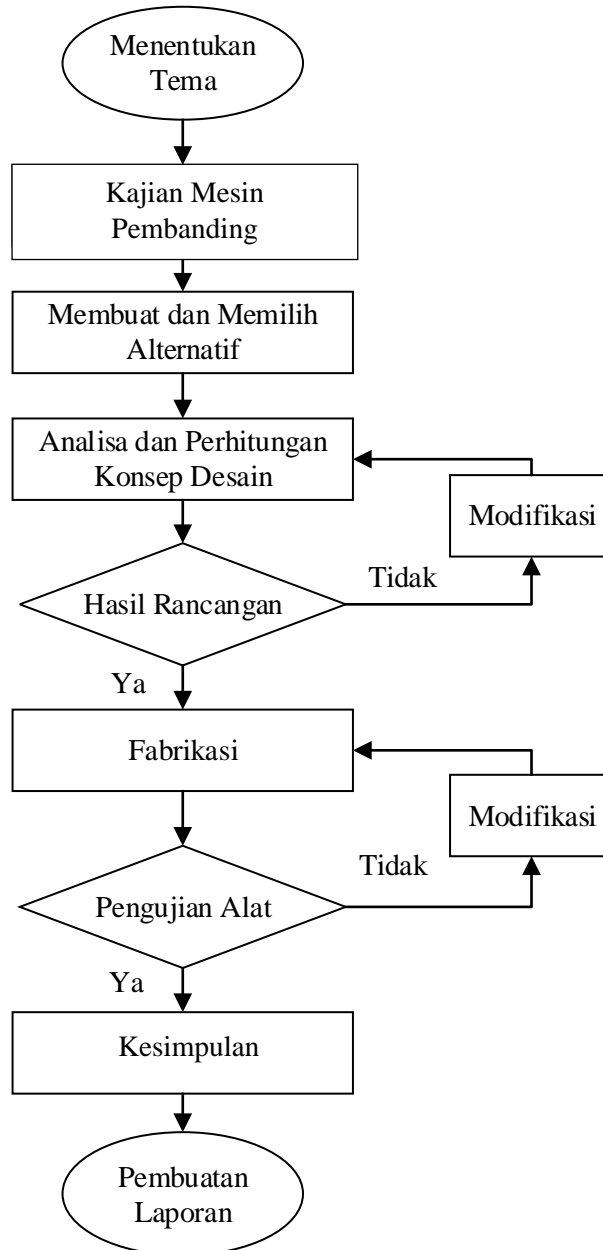 Menentukan
Tema
Kajian Mesin
Pembanding
Membuat dan Memilih
Alternatif
Analisa dan Perhitungan
Konsep Desain
Modifikasi
Tidak
Hasil Rancangan
Ya
Fabrikasi
Modifikasi
Tidak
Pengujian Alat
Ya
Kesimpulan
Pembuatan
Laporan